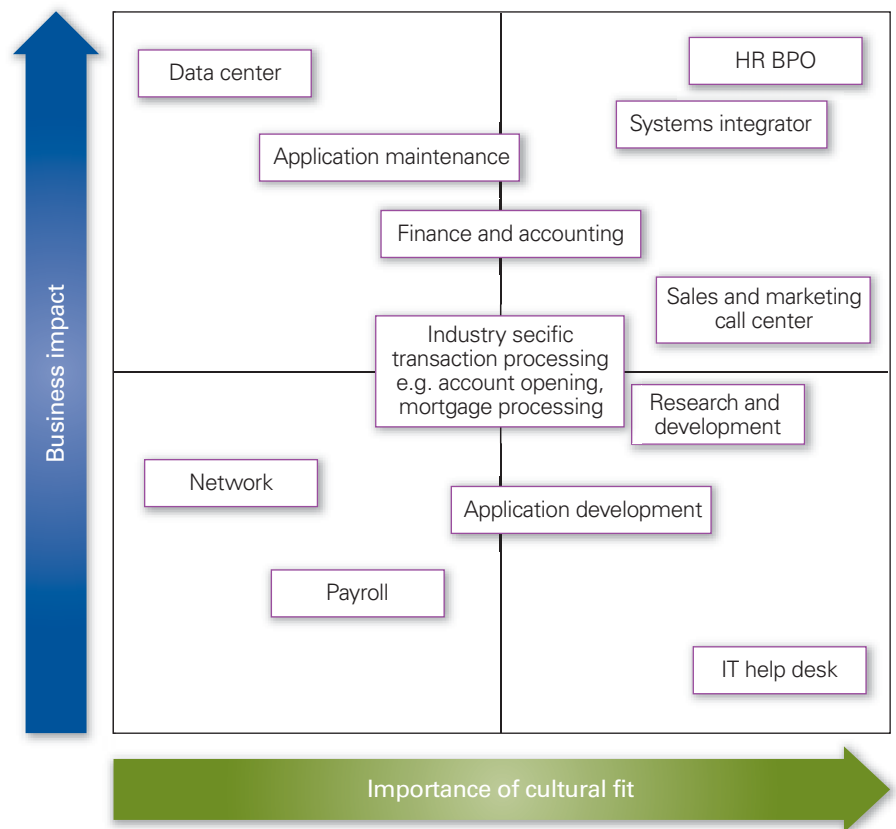 Data center
HR BPO
Systems integrator
Application maintenance
Finance and accounting
Sales and marketing
call center
Industry secific
transaction processing
e.g. account opening,
mortgage processing
Research and
development
Network
Application development
Payroll
IT help desk
Business impact
Importance of cultural fit